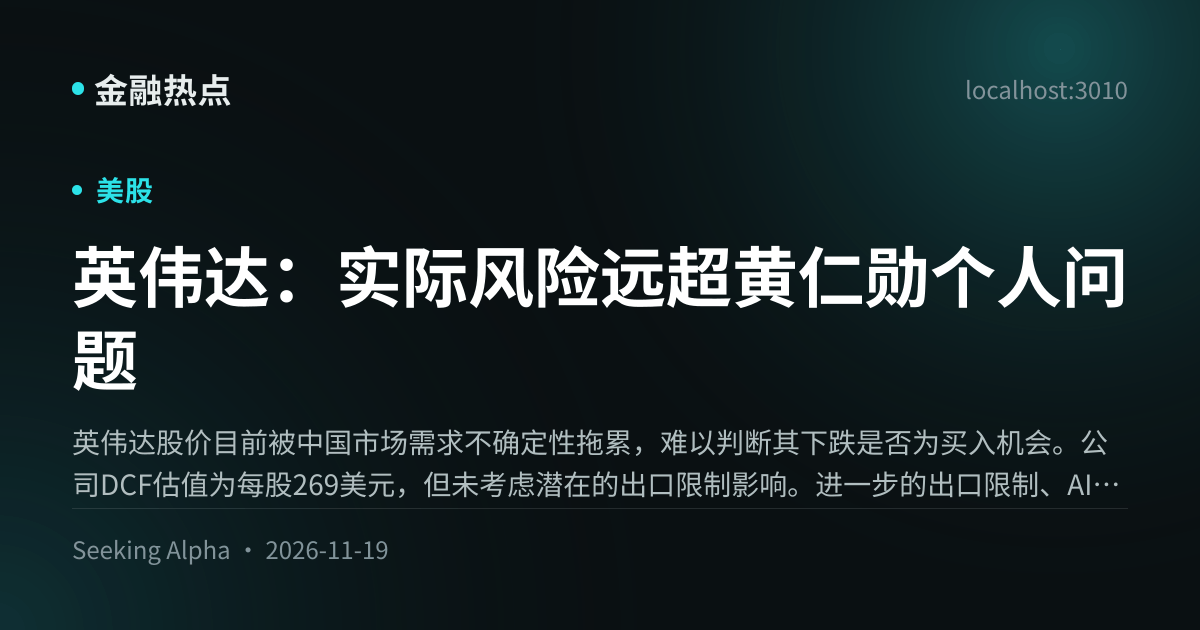 金融热点
localhost:3010
美股
英伟达：实际风险远超黄仁勋个人问
题
英伟达股价目前被中国市场需求不确定性拖累，难以判断其下跌是否为买入机会。公
司DCF估值为每股269美元，但未考虑潜在的出口限制影响。进一步的出口限制、AI…
Seeking Alpha · 2026-11-19